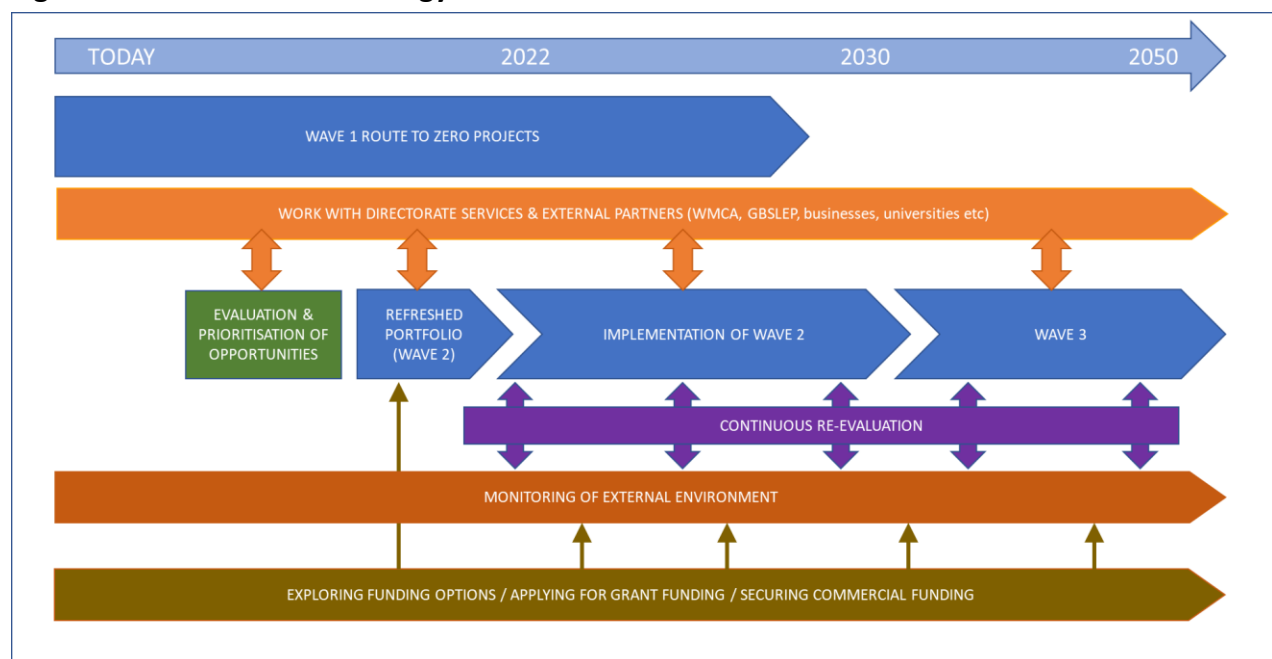 TODAY 2022 2030 2050
WAVE 1 ROUTE TO ZERO PROJECTS
WORK WITH DIRECTORATE SERVICES & EXTERNAL PARTNERS (WMCA, GBSLEP, businesses, universities etc)
EVALUATION &
PRIORITISATION OF
OPPORTUNITIES
REFRESHED
PORTFOLIO
(WAVE 2)
IMPLEMENTATION OF WAVE 2
WAVE 3
CONTINUOUS RE-EVALUATION
MONITORING OF EXTERNAL ENVIRONMENT
EXPLORING FUNDING OPTIONS / APPLYING FOR GRANT FUNDING / SECURING COMMERCIAL FUNDING